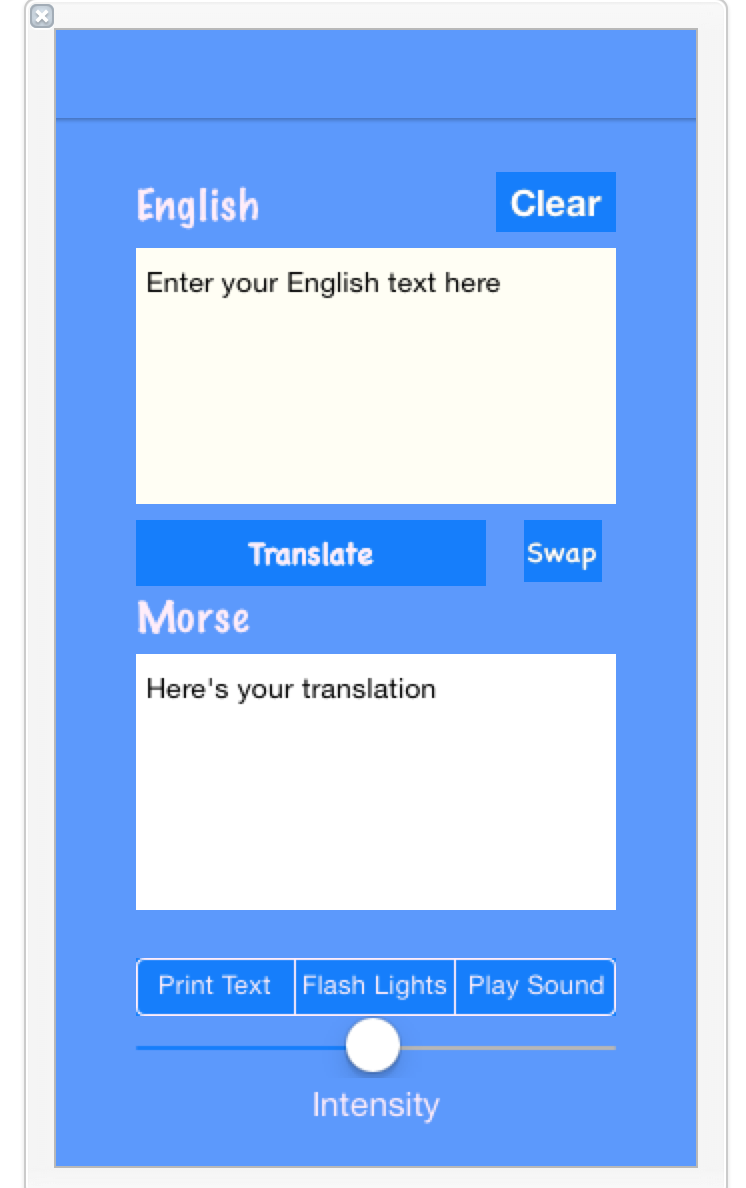 English
Clear
Enter your English text here
Translate
Swap
Morse
Here's your translation
Print Text
Flash Lights
Play Sound
Intensity